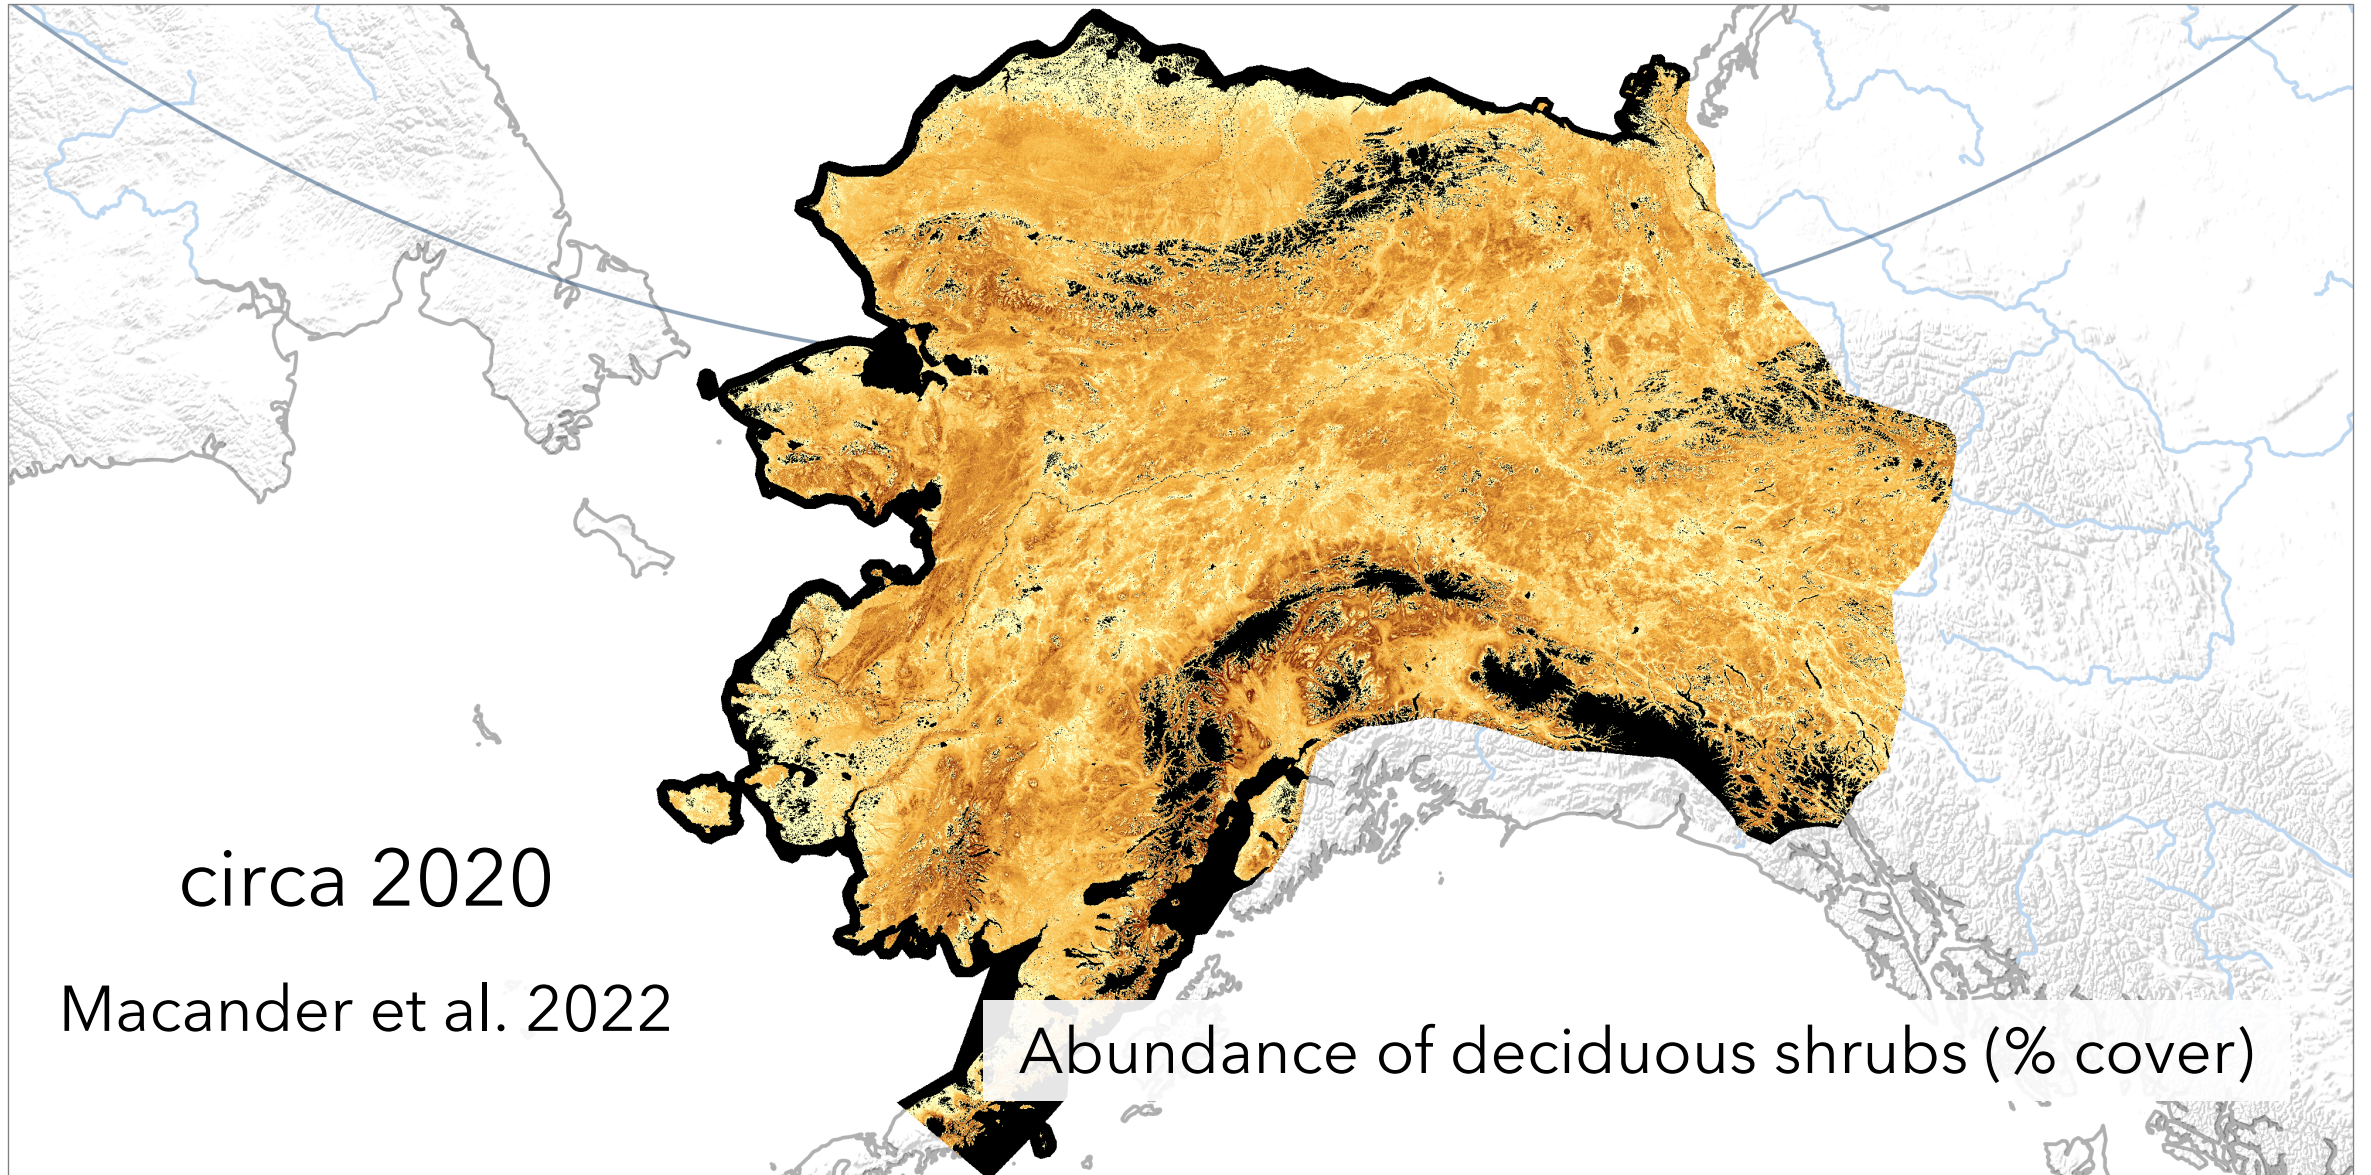 circa 2020
Macander et al. 2022
Abundance of deciduous shrubs (% cover)